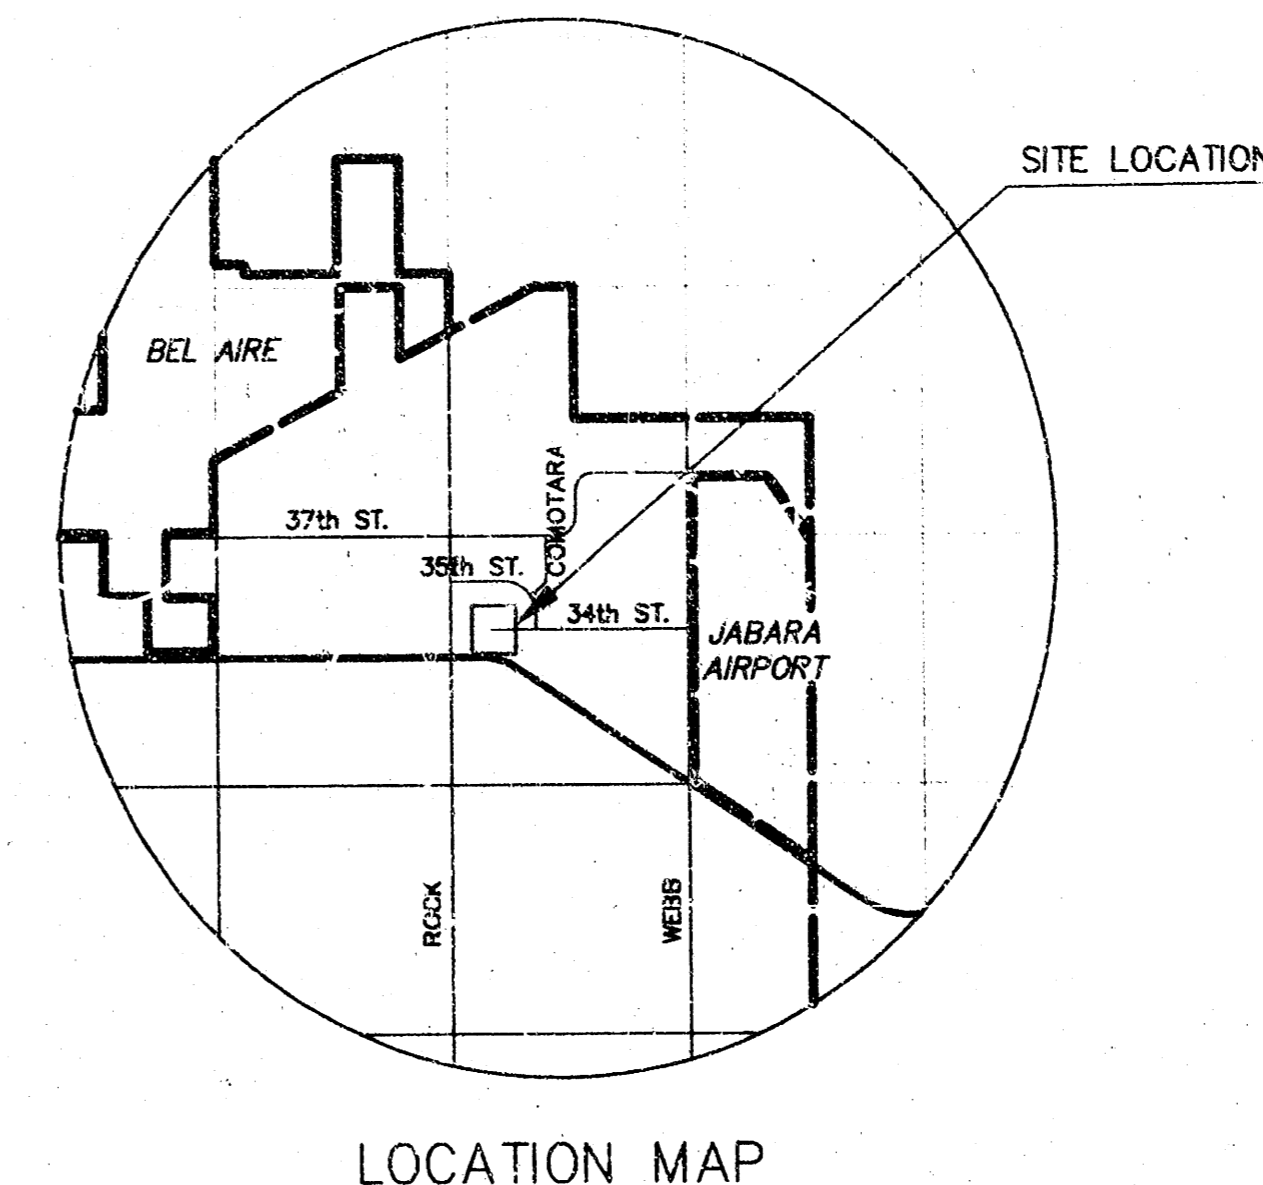 SITE LOCATION
BEL AIRE
COMOTARA
37th ST.
35th ST.
34th ST.
JABARA
AIRPORT
ROCK
WEBB
LOCATION MAP